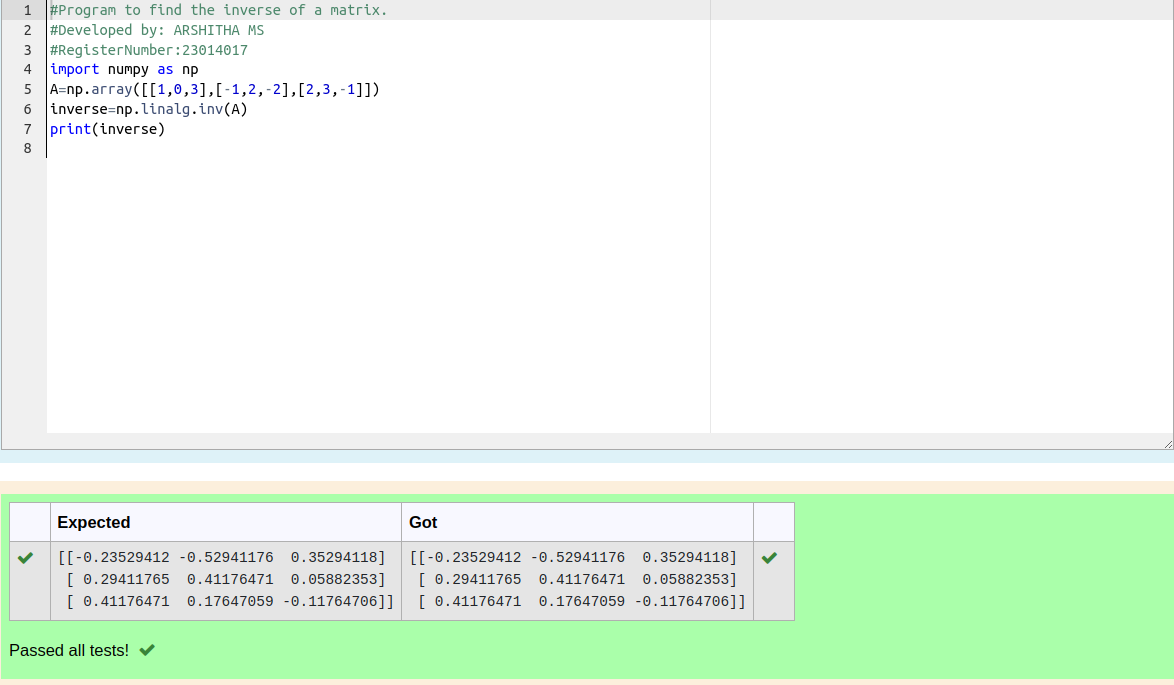 1 #Program to find the inverse of a matrix.
2 #Developed by: ARSHITHA MS
3 #RegisterNumber:23014017
4 import numpy as np
5 A=np.array([[1,0,3],[-1,2,-2],[2,3,-1]])
6 inverse=np.linalg.inv(A)
7 print(inverse)
8
Expected Got
[[-0.23529412 -0.52941176  0.35294118] [[-0.23529412 -0.52941176  0.35294118]
[ 0.29411765  0.41176471  0.05882353] [ 0.29411765  0.41176471  0.05882353]
[ 0.41176471  0.17647059 -0.11764706]] [ 0.41176471  0.17647059 -0.11764706]]
Passed all tests!